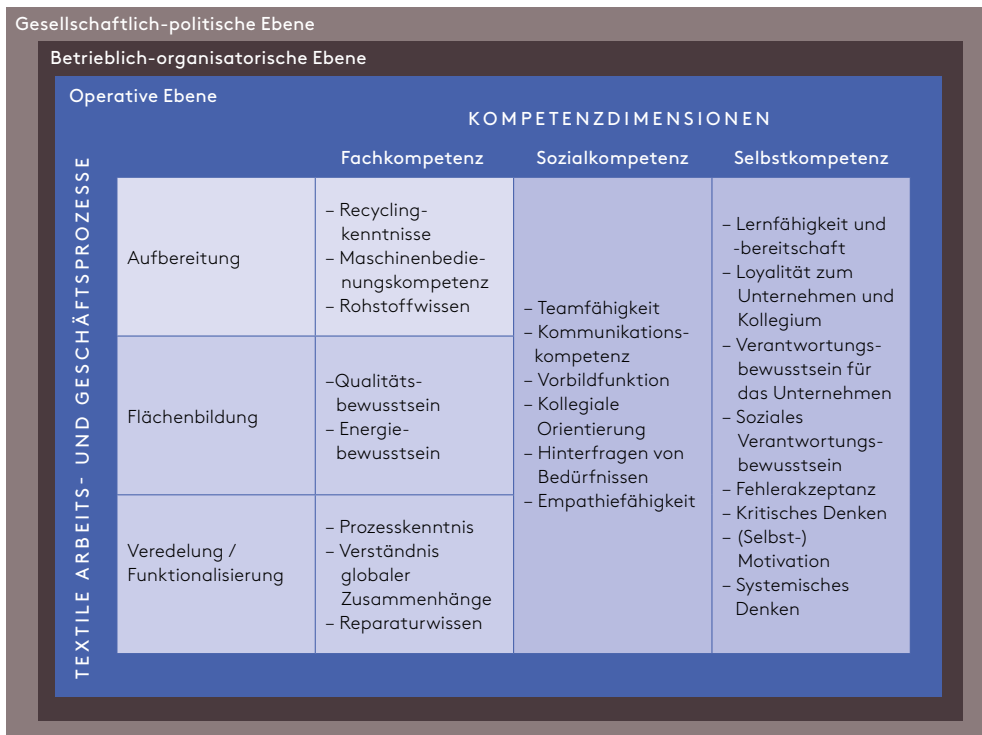 Gesellschaftlich-politische Ebene
Betrieblich-organisatorische Ebene
Operative Ebene
KOMPETENZDIMENSIONEN
Fachkompetenz
Sozialkompetenz
Selbstkompetenz
TEXTILE ARBEITS- UND GESCHÄFTSPROZESSE
Aufbereitung
– Recycling-
kenntnisse
– Maschinenbedie-
nungskompetenz
– Rohstoffwissen
Flächenbildung
–Qualitäts-
bewusstsein
– Energie-
bewusstsein
Veredelung /
Funktionalisierung
– Prozesskenntnis
– Verständnis
globaler
Zusammenhänge
– Reparaturwissen
– Teamfähigkeit
– Kommunikations-
kompetenz
– Vorbildfunktion
– Kollegiale
Orientierung
– Hinterfragen von
Bedürfnissen
– Empathiefähigkeit
– Lernfähigkeit und
-bereitschaft
– Loyalität zum
Unternehmen und
Kollegium
– Verantwortungs-
bewusstsein für
das Unternehmen
– Soziales
Verantwortungs-
bewusstsein
– Fehlerakzeptanz
– Kritisches Denken
– (Selbst-)
Motivation
– Systemisches
Denken